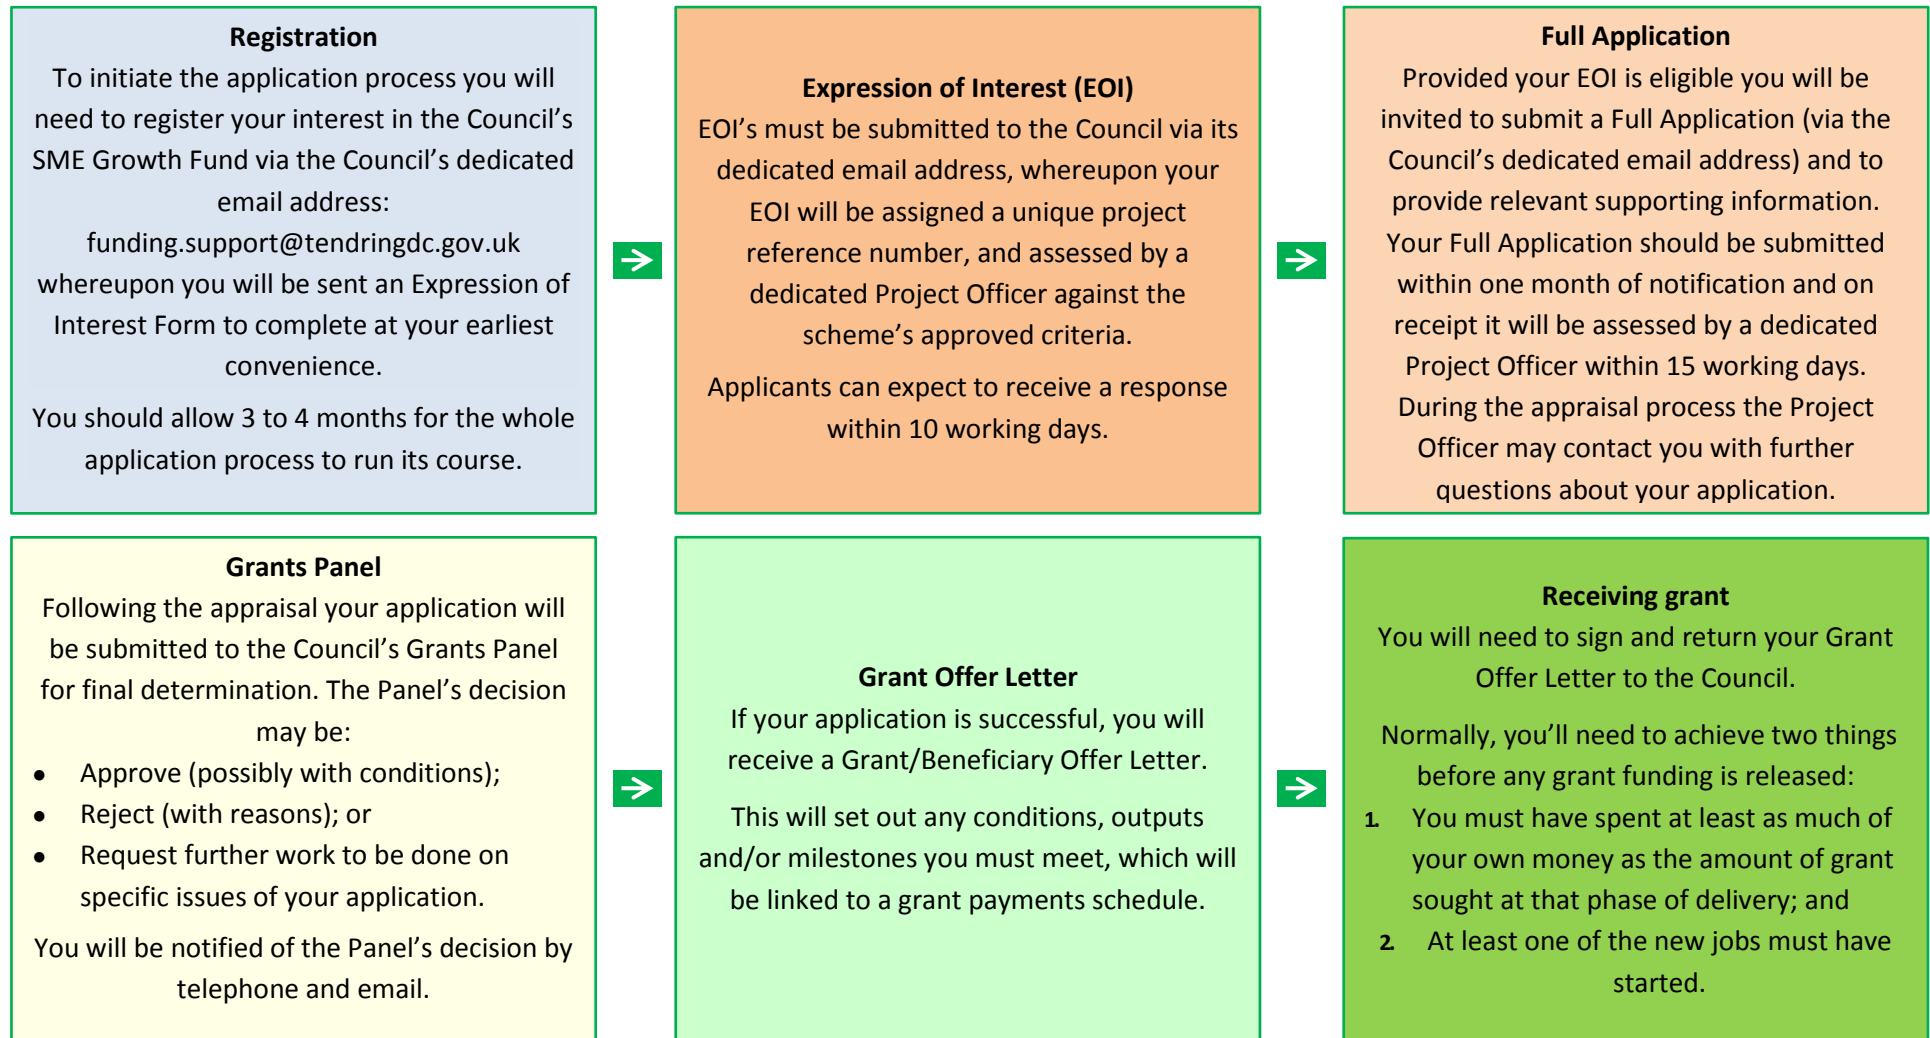 Registration
To initiate the application process you will
need to register your interest in the Council's
SME Growth Fund via the Council's dedicated
email address:
funding.support@tendringdc.gov.uk
whereupon you will be sent an Expression of
Interest Form to complete at your earliest
convenience.
You should allow 3 to 4 months for the whole
application process to run its course.
Expression of Interest (EOI)
EOI's must be submitted to the Council via its
dedicated email address, whereupon your
EOI will be assigned a unique project
reference number, and assessed by a
dedicated Project Officer against the
scheme's approved criteria.
Applicants can expect to receive a response
within 10 working days.
Full Application
Provided your EOI is eligible you will be
invited to submit a Full Application (via the
Council's dedicated email address) and to
provide relevant supporting information.
Your Full Application should be submitted
within one month of notification and on
receipt it will be assessed by a dedicated
Project Officer within 15 working days.
During the appraisal process the Project
Officer may contact you with further
questions about your application.
Grants Panel
Following the appraisal your application will
be submitted to the Council's Grants Panel
for final determination. The Panel's decision
may be:
• Approve (possibly with conditions);
• Reject (with reasons); or
• Request further work to be done on
specific issues of your application.
You will be notified of the Panel's decision by
telephone and email.
Grant Offer Letter
If your application is successful, you will
receive a Grant/Beneficiary Offer Letter.
This will set out any conditions, outputs
and/or milestones you must meet, which will
be linked to a grant payments schedule.
Receiving grant
You will need to sign and return your Grant
Offer Letter to the Council.
Normally, you'll need to achieve two things
before any grant funding is released:
1. You must have spent at least as much of
your own money as the amount of grant
sought at that phase of delivery; and
2. At least one of the new jobs must have
started.